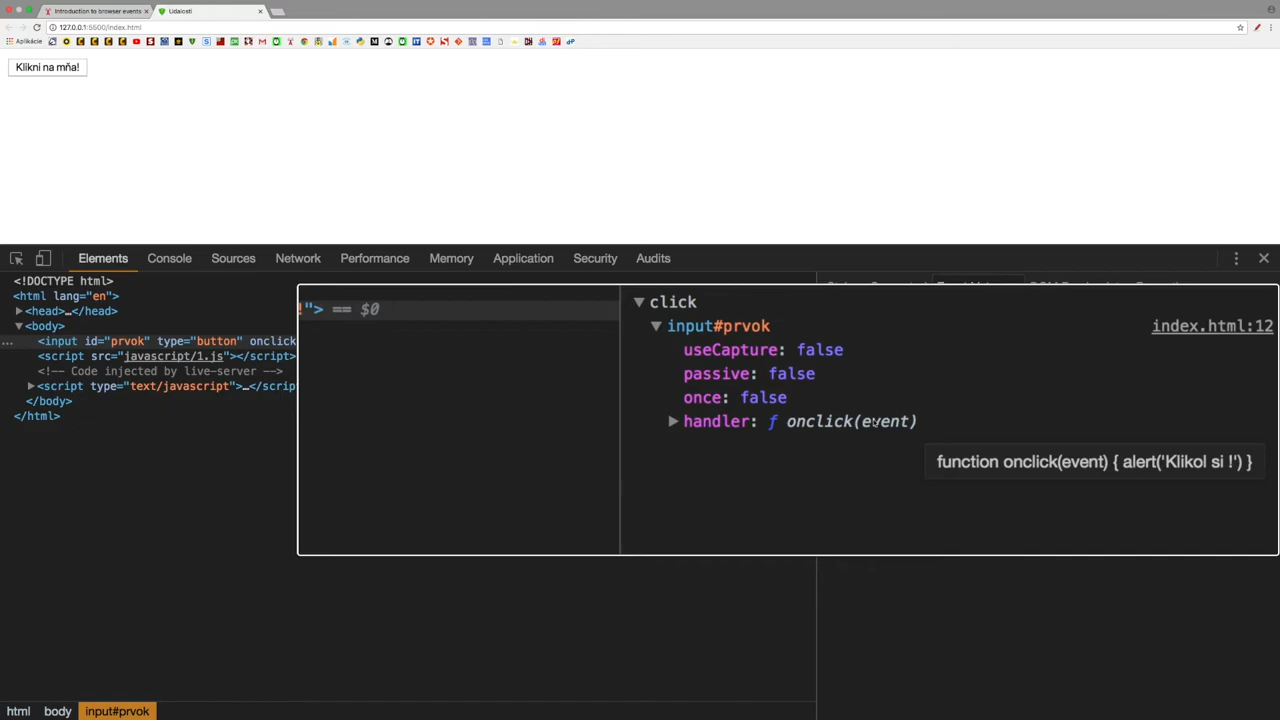 Introduction to browser events
Udalosti
127.0.0.1:5500/index.html
Aplikácie
Klikni na mňa!
Elements
Console
Sources
Network
Performance
Memory
Application
Security
Audits
<!DOCTYPE html>
<html lang="en">
<head>…</head>
<body>
<input id="prvok" type="button" onclick
<script src="javascript/1.js"></script>
<!-- Code injected by live-server -->
<script type="text/javascript">…</scrip
</body>
</html>
!"> == $0
click
input#prvok
index.html:12
useCapture: false
passive: false
once: false
handler: ƒ onclick(event)
function onclick(event) { alert('Klikol si !') }
html
body
input#prvok